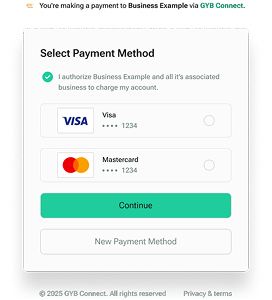 You're making a payment to Business Example via GYB Connect.
Select Payment Method
I authorize Business Example and all it's associated
business to charge my account.
VISA
Visa
•••• 1234
Mastercard
•••• 1234
Continue
New Payment Method
© 2025 GYB Connect. All rights reserved
Privacy & terms